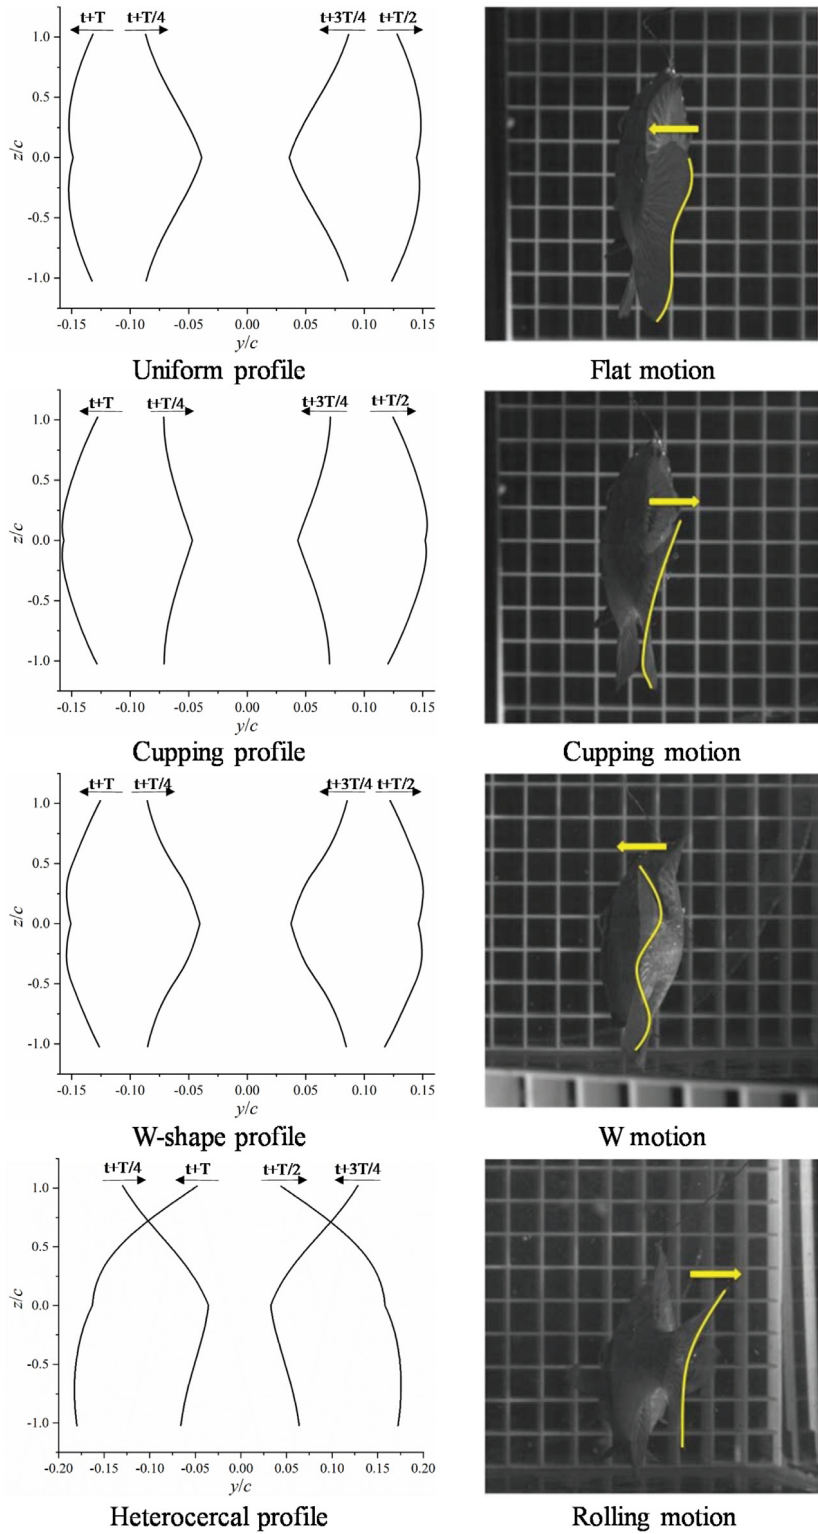 t+T t+T/4 t+3T/4 t+T/2
1.0
0.5
z/c
0.0
-0.5
-1.0
-0.15 -0.10 -0.05 0.00 0.05 0.10 0.15
y/c
Uniform profile Flat motion
t+T t+T/4 t+3T/4 t+T/2
1.0
0.5
z/c
0.0
-0.5
-1.0
-0.15 -0.10 -0.05 0.00 0.05 0.10 0.15
y/c
Cupping profile Cupping motion
t+T t+T/4 t+3T/4 t+T/2
1.0
0.5
z/c
0.0
-0.5
-1.0
-0.15 -0.10 -0.05 0.00 0.05 0.10 0.15
y/c
W-shape profile W motion
t+T/4 t+T t+T/2 t+3T/4
1.0
0.5
z/c
0.0
-0.5
-1.0
-0.20 -0.15 -0.10 -0.05 0.00 0.05 0.10 0.15 0.20
y/c
Heterocercal profile Rolling motion